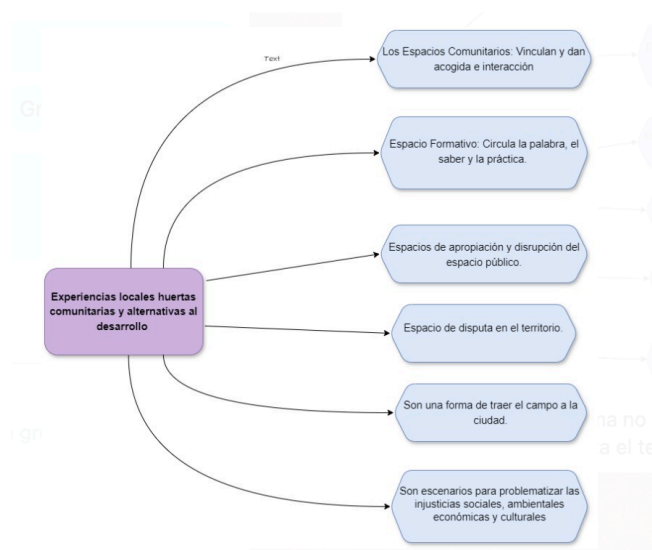 Text
Los Espacios Comunitarios: Vinculan y dan
acogida e interacción
Espacio Formativo: Circula la palabra, el
saber y la práctica.
Espacios de apropiación y disrupción del
espacio público.
Experiencias locales huertas
comunitarias y alternativas al
desarrollo
Espacio de disputa en el territorio.
Son una forma de traer el campo a la
ciudad.
Son escenarios para problematizar las
injusticias sociales, ambientales
económicas y culturales